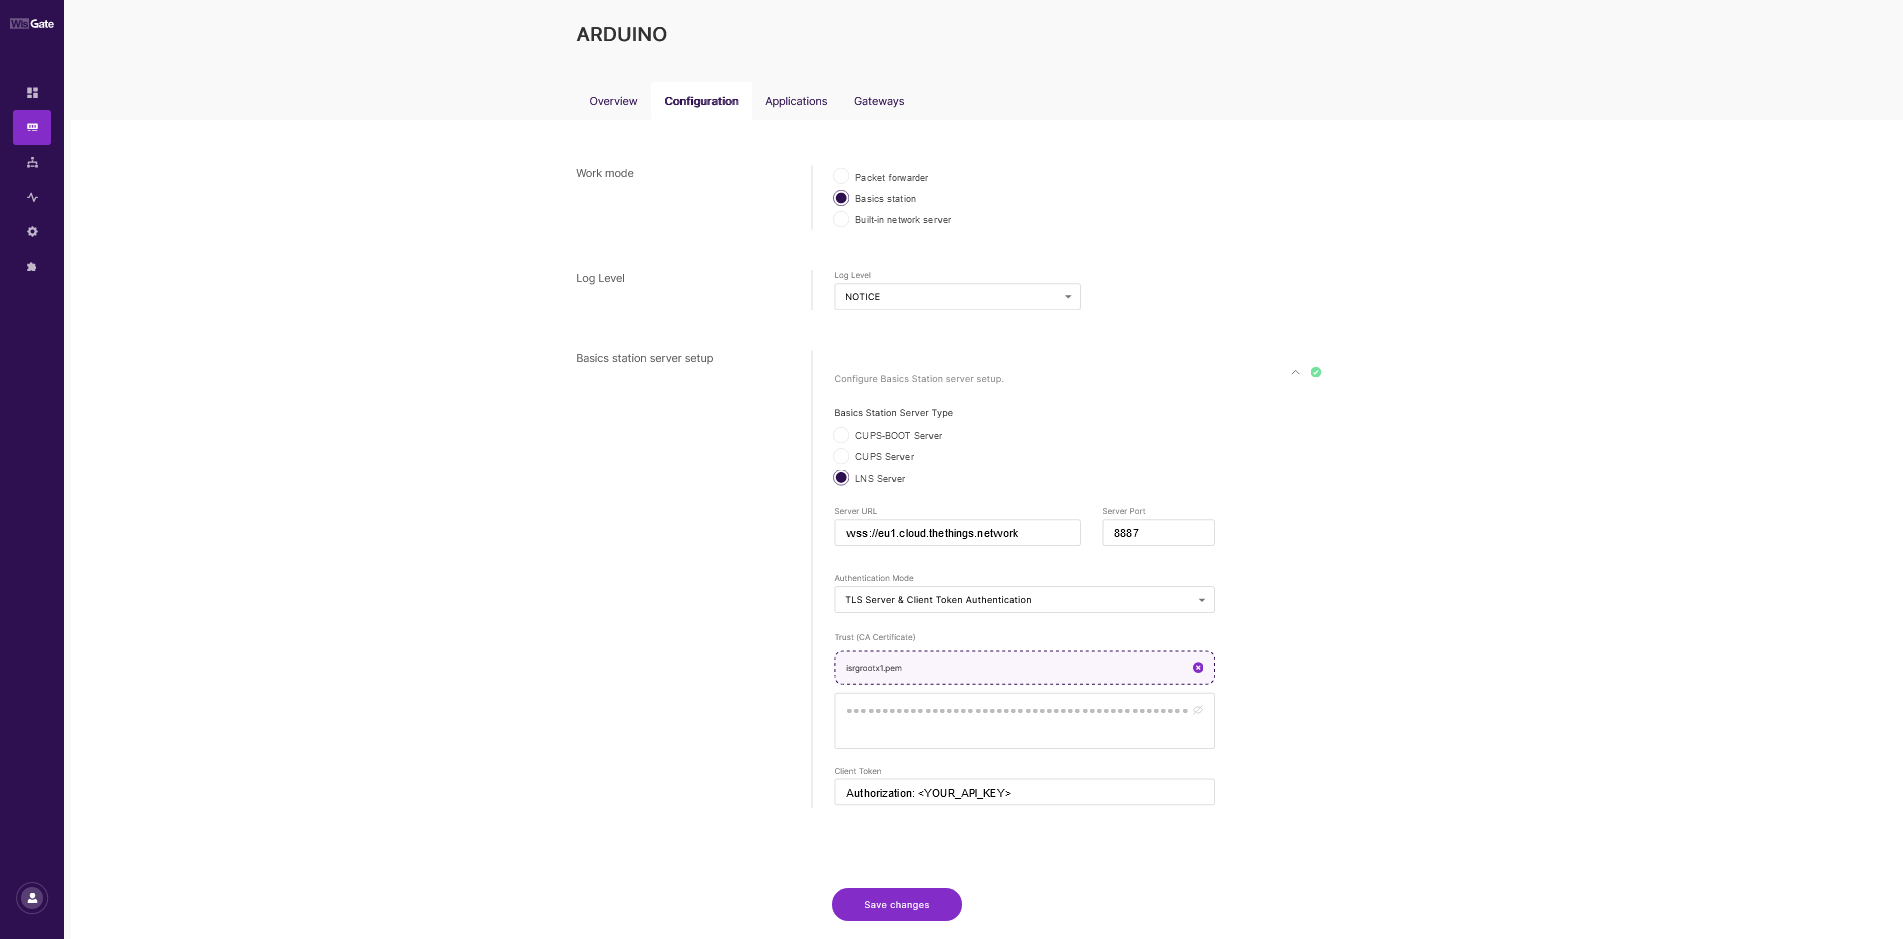 WisGate
ARDUINO
Overview
Configuration
Applications
Gateways
Work mode
Packet forwarder
Basics station
Built-in network server
Log Level
Log Level
NOTICE
Basics station server setup
Configure Basics Station server setup.
Basics Station Server Type
CUPS-BOOT Server
CUPS Server
LNS Server
Server URL
Server Port
wss://eu1.cloud.thethings.network
8887
Authentication Mode
TLS Server & Client Token Authentication
Trust (CA Certificate)
isrgrootx1.pem
Client Token
Authorization: <YOUR_API_KEY>
Save changes